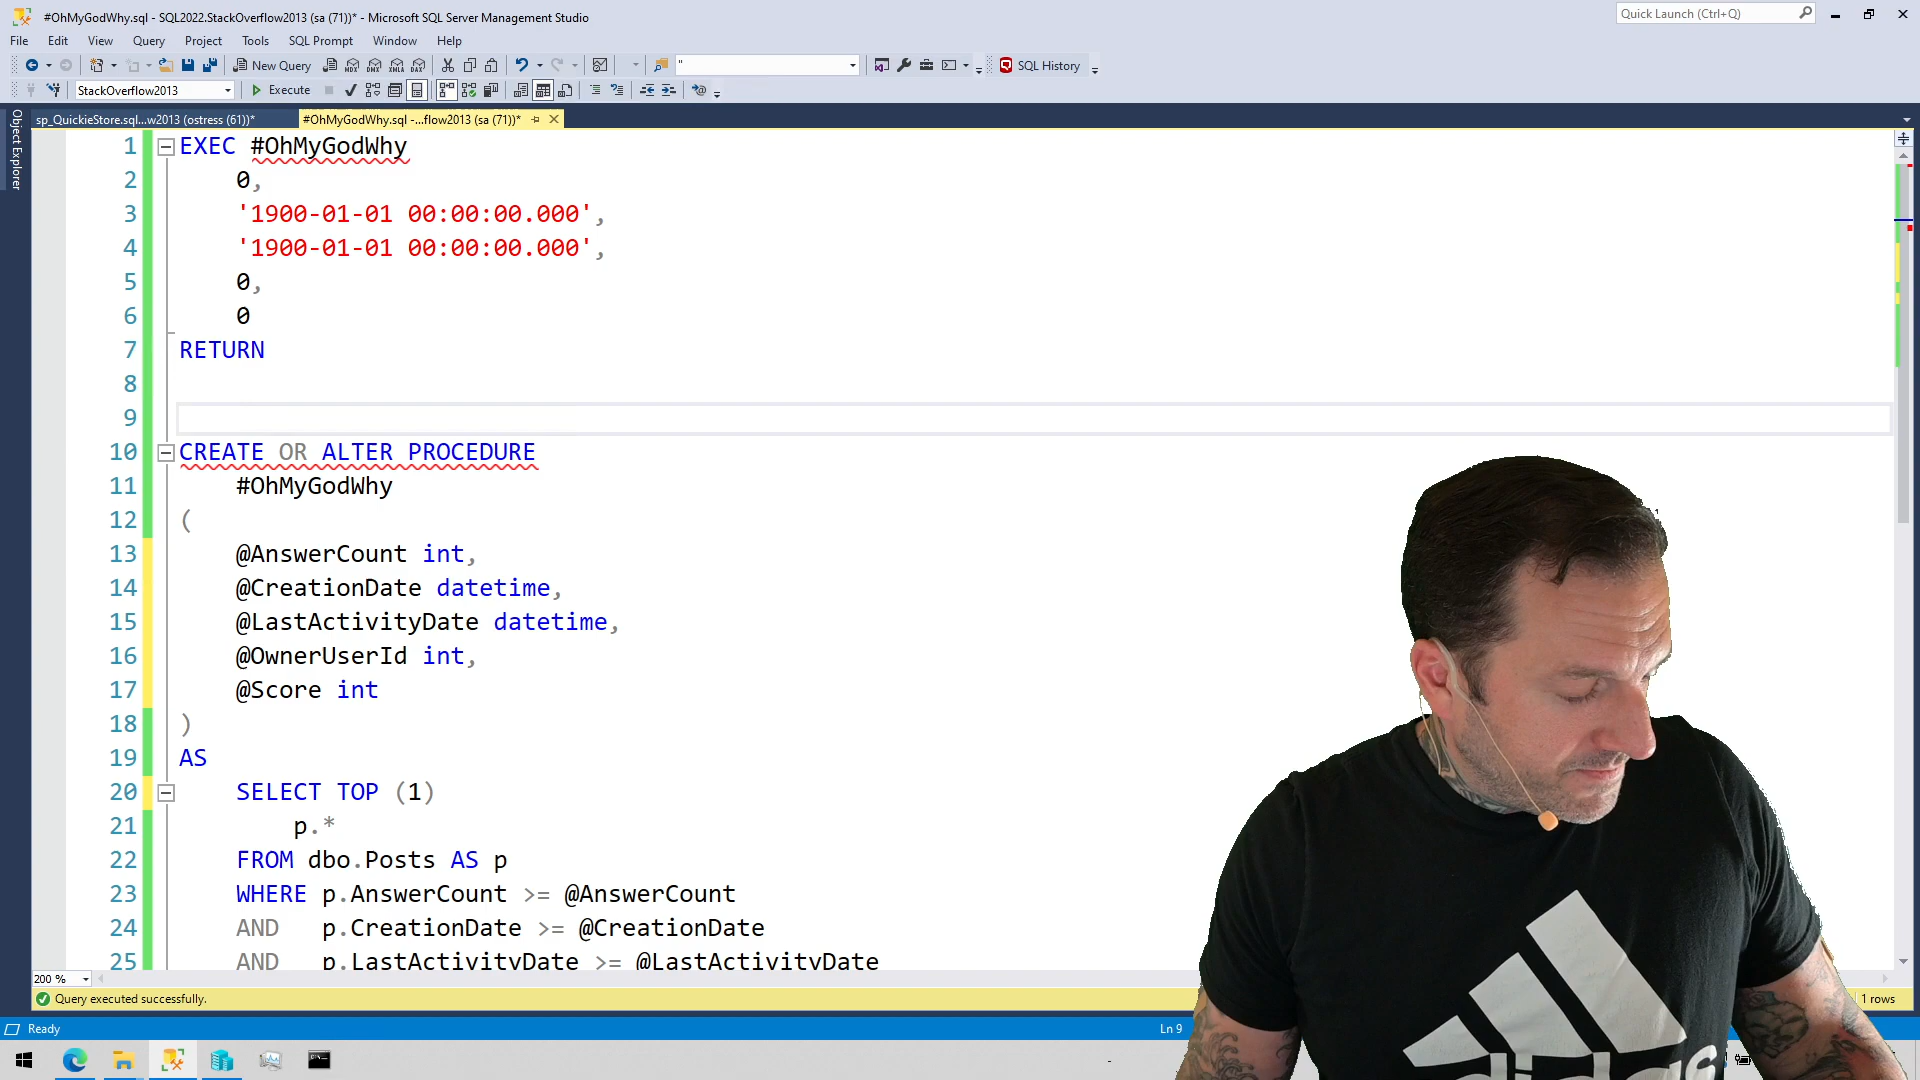 #OhMyGodWhy.sql - SQL2022.StackOverflow2013 (sa (71))* - Microsoft SQL Server Management Studio
Quick Launch (Ctrl+Q)
File Edit View Query Project Tools SQL Prompt Window Help
New Query
MDX
DMX
XMLA
DAX
"
SQL History
StackOverflow2013
Execute
sp_QuickieStore.sql...w2013 (ostress (61))*
#OhMyGodWhy.sql -...flow2013 (sa (71))*
Object Explorer
1 EXEC #OhMyGodWhy
2 0,
3 '1900-01-01 00:00:00.000',
4 '1900-01-01 00:00:00.000',
5 0,
6 0
7 RETURN
8
9
10 CREATE OR ALTER PROCEDURE
11 #OhMyGodWhy
12 (
13 @AnswerCount int,
14 @CreationDate datetime,
15 @LastActivityDate datetime,
16 @OwnerUserId int,
17 @Score int
18 )
19 AS
20 SELECT TOP (1)
21 p.*
22 FROM dbo.Posts AS p
23 WHERE p.AnswerCount >= @AnswerCount
24 AND p.CreationDate >= @CreationDate
25 AND p.LastActivityDate >= @LastActivityDate
200 %
Query executed successfully.
1 rows
Ready
Ln 9
adidas